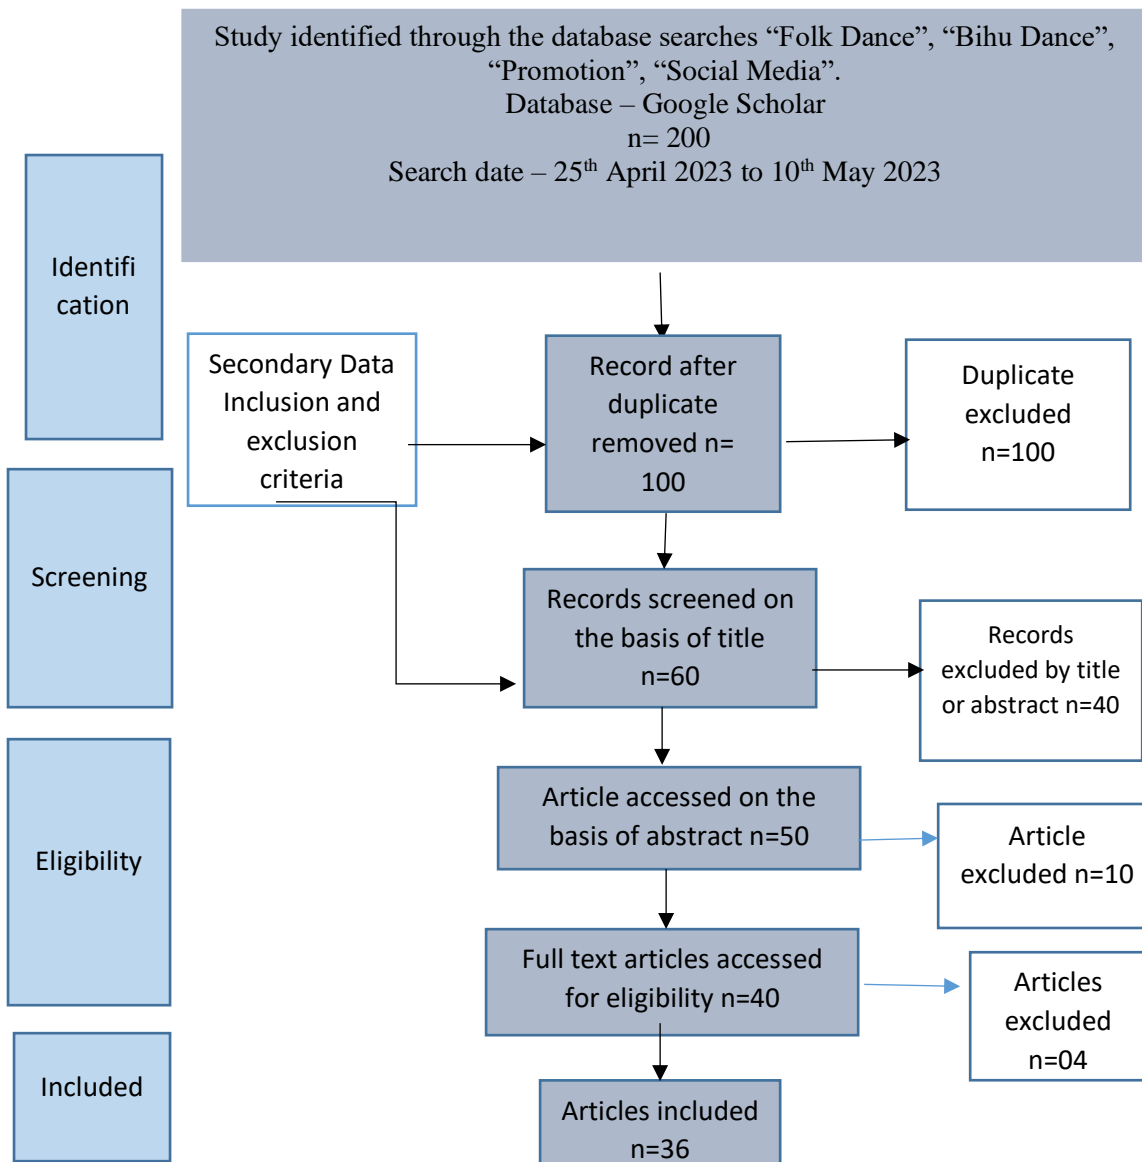 Study identified through the database searches “Folk Dance”, “Bihu Dance”,
“Promotion”, “Social Media”.
Database – Google Scholar
n= 200
Search date – 25th April 2023 to 10th May 2023
Identifi
cation
Secondary Data
Inclusion and
exclusion
criteria
Record after
duplicate
removed n=
100
Duplicate
excluded
n=100
Screening
Records screened on
the basis of title
n=60
Records
excluded by title
or abstract n=40
Eligibility
Article accessed on the
basis of abstract n=50
Article
excluded n=10
Full text articles accessed
for eligibility n=40
Articles
excluded
n=04
Included
Articles included
n=36